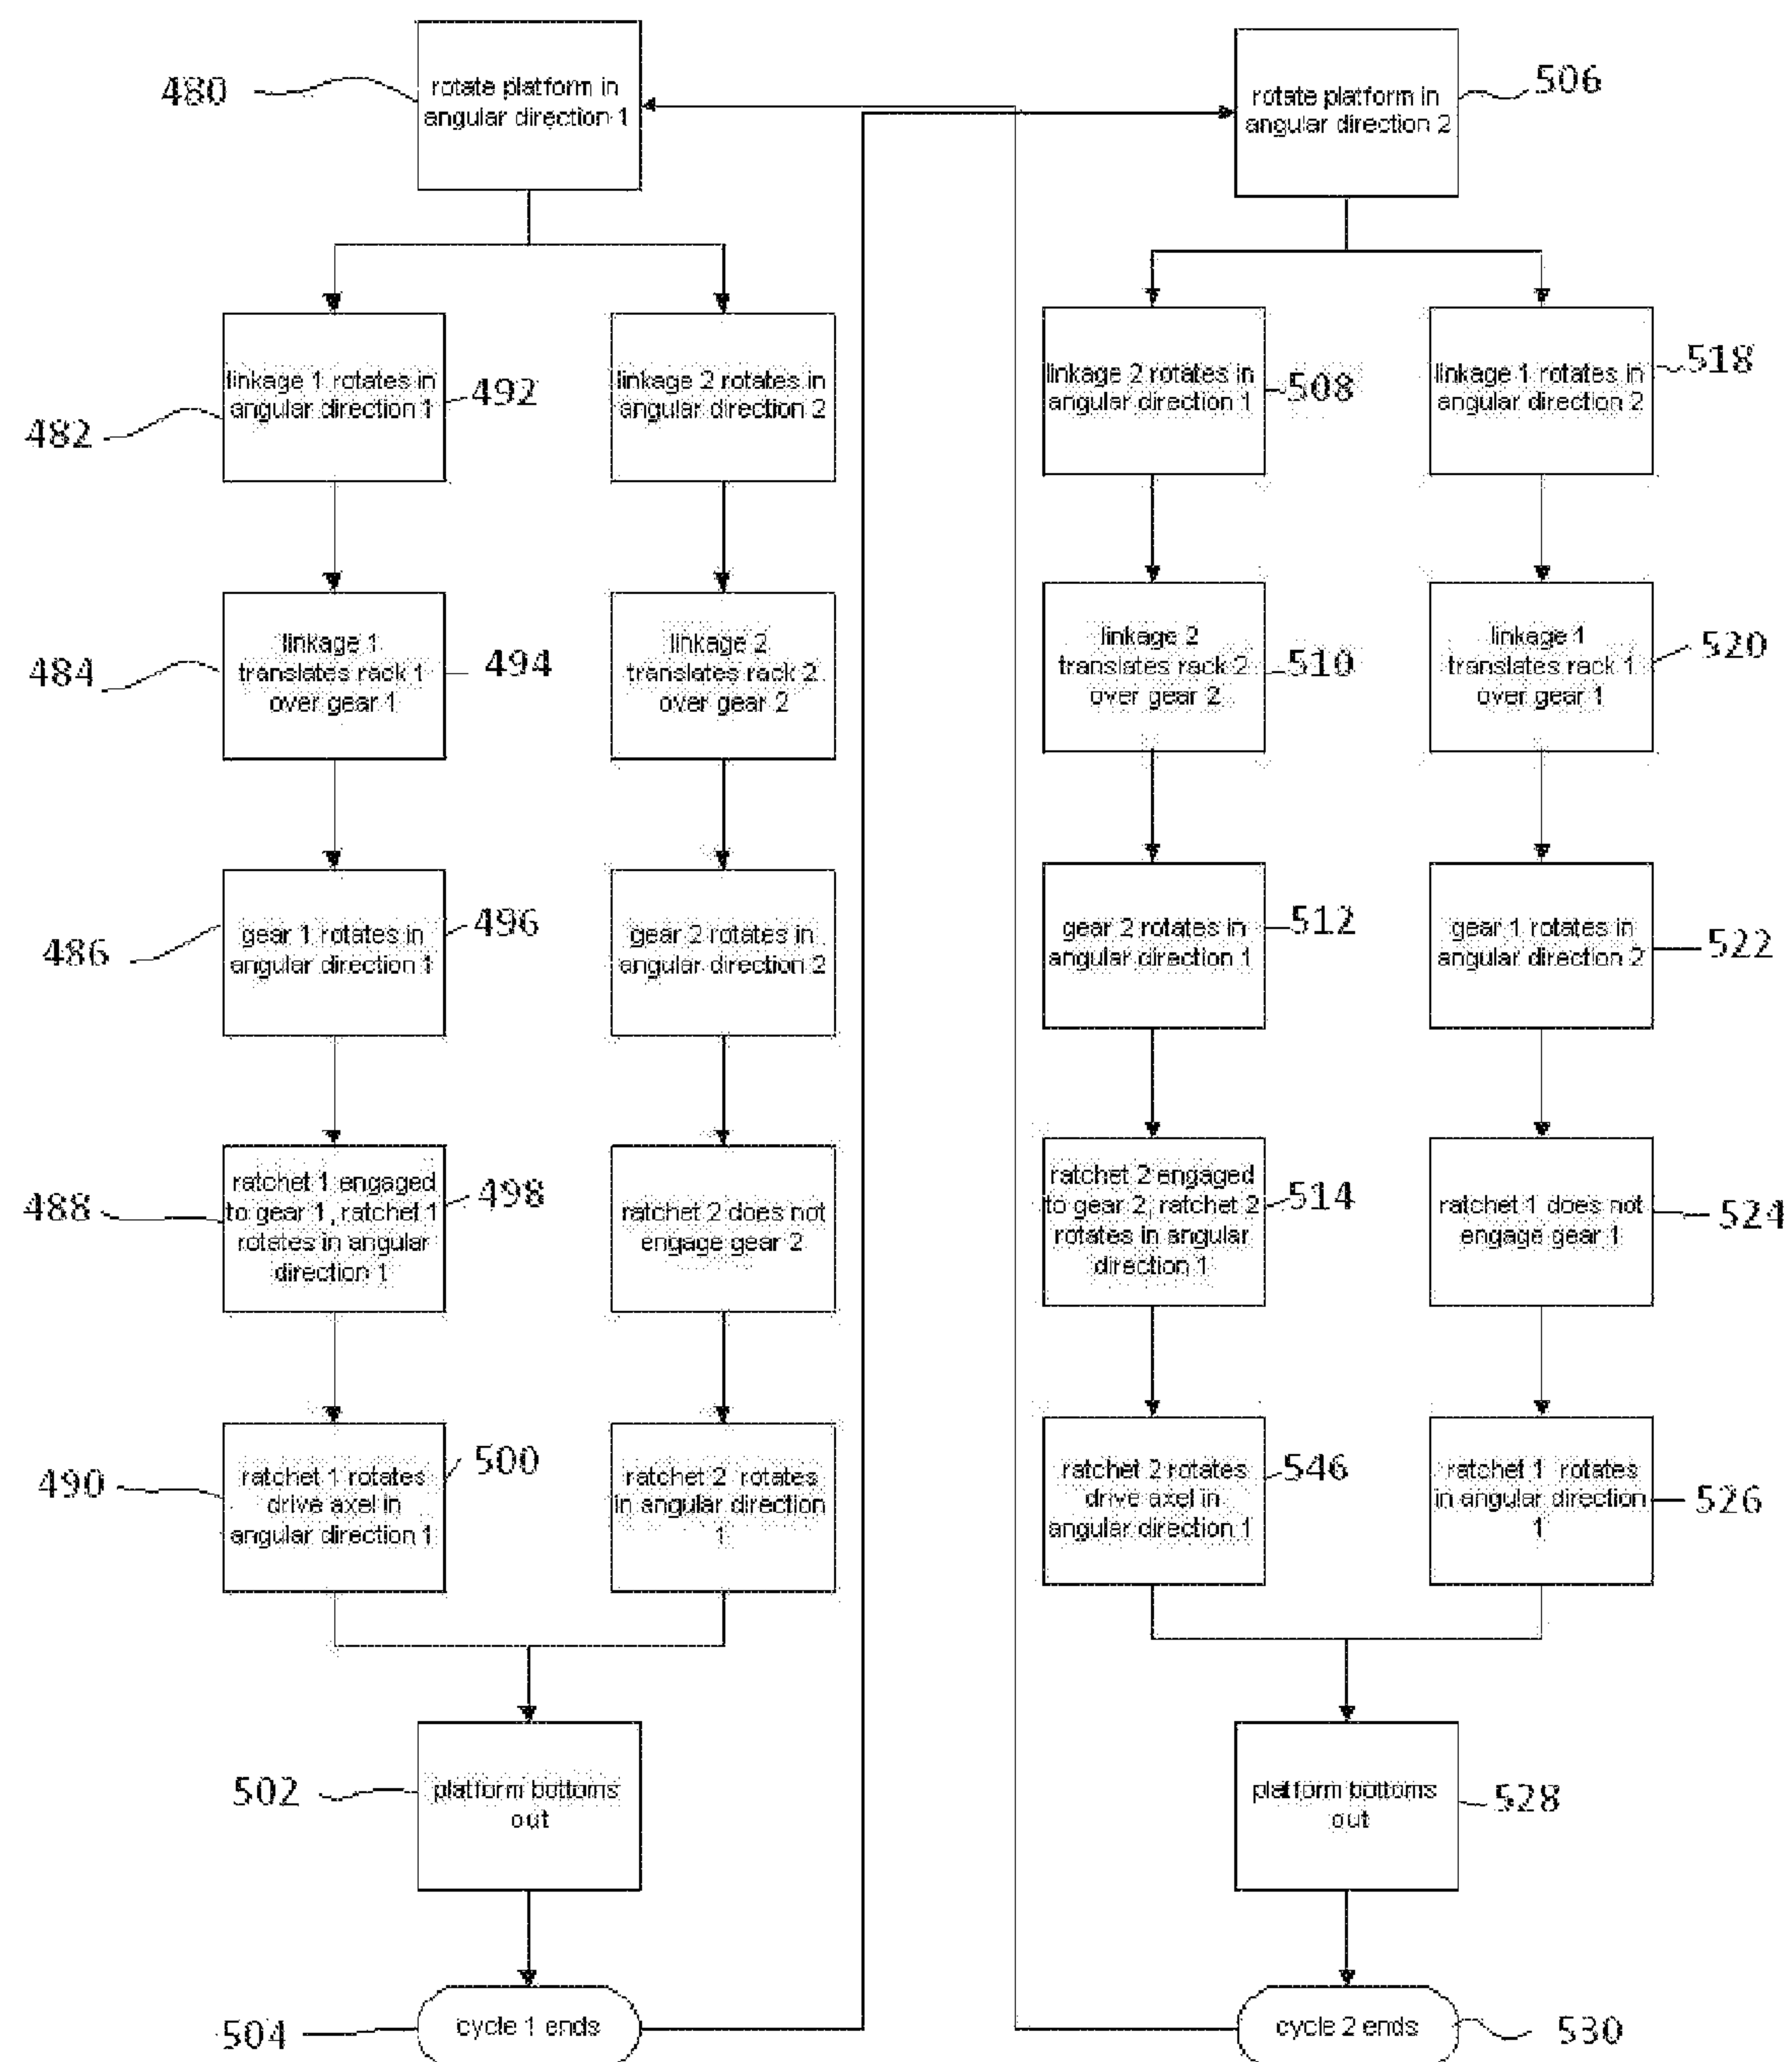 480
rotate platform in
angular direction 1
rotate platform in
angular direction 2
506
482
linkage 1 rotates in
angular direction 1
492
linkage 2 rotates in
angular direction 2
linkage 2 rotates in
angular direction 1
508
linkage 1 rotates in
angular direction 2
518
484
linkage 1
translates rack 1
over gear 1
494
linkage 2
translates rack 2
over gear 2
linkage 2
translates rack 2
over gear 2
510
linkage 1
translates rack 1
over gear 1
520
486
gear 1 rotates in
angular direction 1
496
gear 2 rotates in
angular direction 2
gear 2 rotates in
angular direction 1
512
gear 1 rotates in
angular direction 2
522
488
ratchet 1 engaged
to gear 1, ratchet 1
rotates in angular
direction 1
498
ratchet 2 does not
engage gear 2
ratchet 2 engaged
to gear 2, ratchet 2
rotates in angular
direction 1
514
ratchet 1 does not
engage gear 1
524
490
ratchet 1 rotates
drive axel in
angular direction 1
500
ratchet 2 rotates
in angular direction
1
ratchet 2 rotates
drive axel in
angular direction 1
546
ratchet 1 rotates
in angular direction
1
526
502
platform bottoms
out
platform bottoms
out
528
504
cycle 1 ends
cycle 2 ends
530